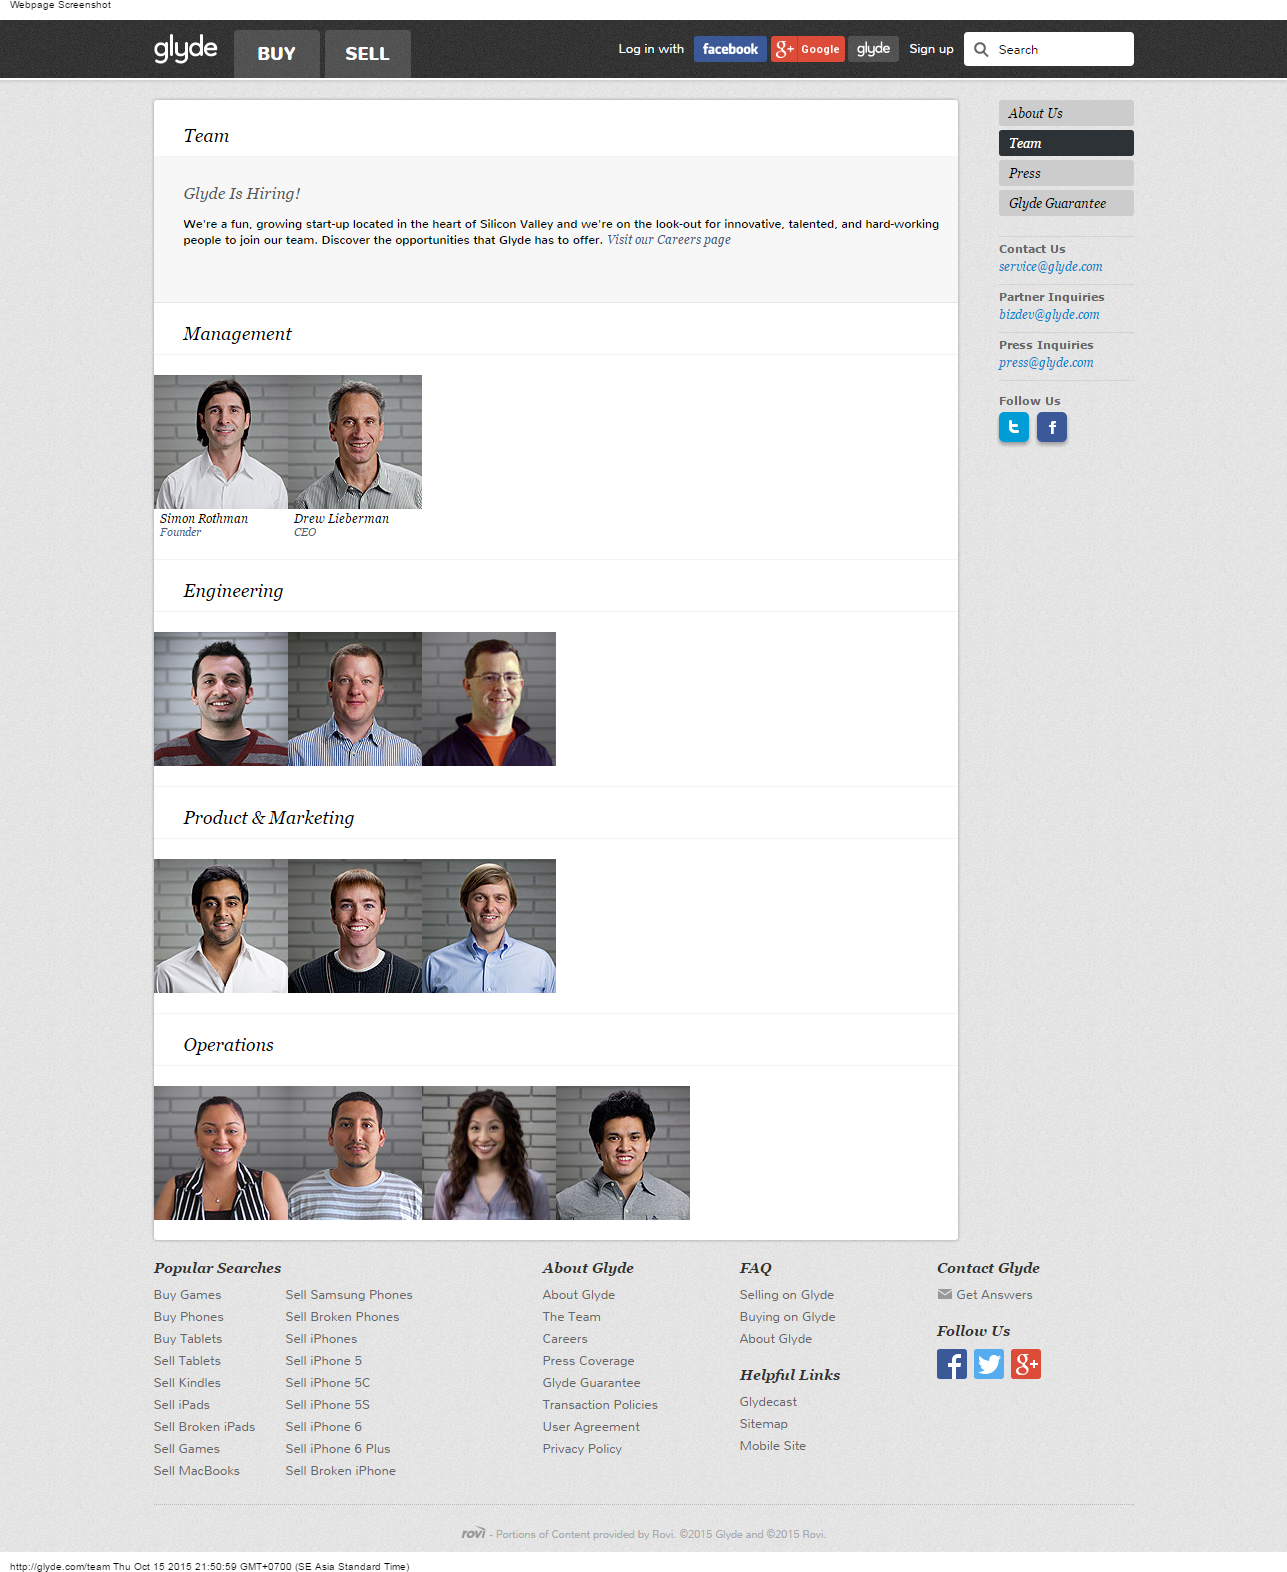 Webpage Screenshot
glyde
BUY
SELL
Log in with
facebook
g+ Google
glyde
Sign up
Search
Team
Glyde Is Hiring!
We're a fun, growing start-up located in the heart of Silicon Valley and we're on the look-out for innovative, talented, and hard-working
people to join our team. Discover the opportunities that Glyde has to offer. Visit our Careers page
Management
Simon Rothman
Founder
Drew Lieberman
CEO
Engineering
Product & Marketing
Operations
About Us
Team
Press
Glyde Guarantee
Contact Us
service@glyde.com
Partner Inquiries
bizdev@glyde.com
Press Inquiries
press@glyde.com
Follow Us
t
f
Popular Searches
Buy Games
Buy Phones
Buy Tablets
Sell Tablets
Sell Kindles
Sell iPads
Sell Broken iPads
Sell Games
Sell MacBooks
Sell Samsung Phones
Sell Broken Phones
Sell iPhones
Sell iPhone 5
Sell iPhone 5C
Sell iPhone 5S
Sell iPhone 6
Sell iPhone 6 Plus
Sell Broken iPhone
About Glyde
About Glyde
The Team
Careers
Press Coverage
Glyde Guarantee
Transaction Policies
User Agreement
Privacy Policy
FAQ
Selling on Glyde
Buying on Glyde
About Glyde
Helpful Links
Glydecast
Sitemap
Mobile Site
Contact Glyde
Get Answers
Follow Us
f
g+
rovi - Portions of Content provided by Rovi. ©2015 Glyde and ©2015 Rovi.
http://glyde.com/team Thu Oct 15 2015 21:50:59 GMT+0700 (SE Asia Standard Time)